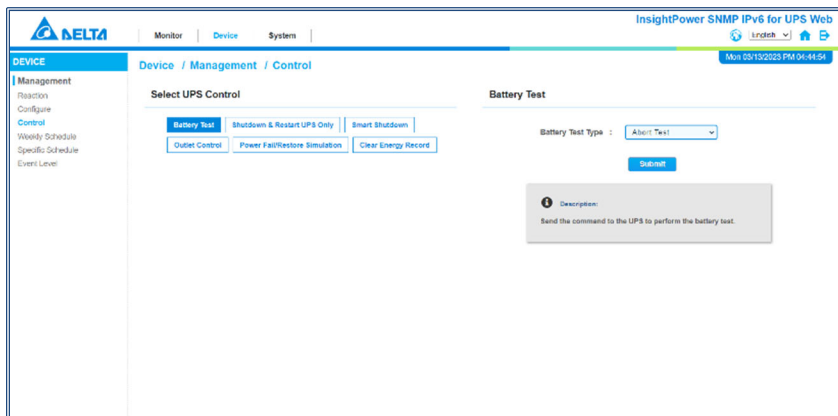 InsightPower SNMP IPv6 for UPS Web
DELTA
Monitor Device System
English
Mon 03/13/2023 PM 04:44:54
DEVICE
Management
Reaction
Configure
Control
Weekly Schedule
Specific Schedule
Event Level
Device / Management / Control
Select UPS Control
Battery Test Shutdown & Restart UPS Only Smart Shutdown
Outlet Control Power Fail/Restore Simulation Clear Energy Record
Battery Test
Battery Test Type : Abort Test
Submit
Description:
Send the command to the UPS to perform the battery test.